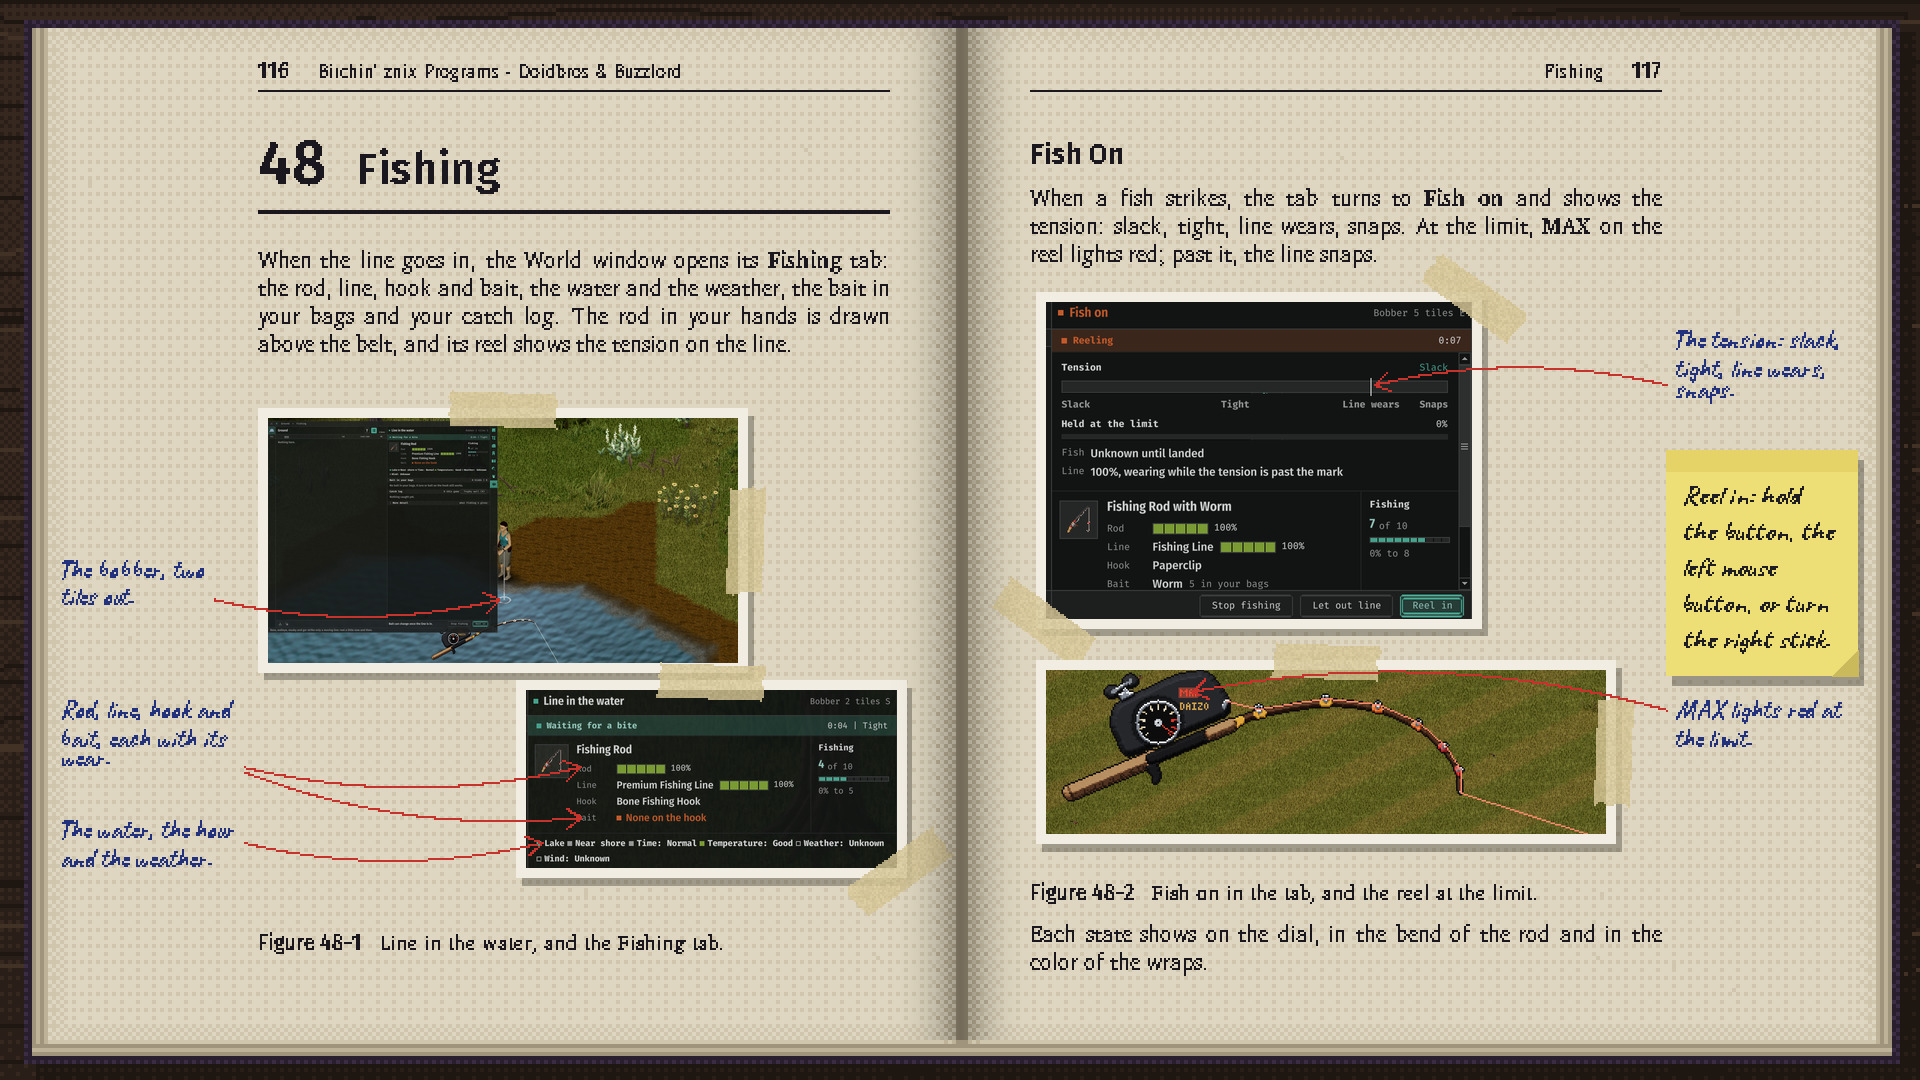 116 Birchin' znix Programs - Doidbros & Buzzlord
48 Fishing
When the line goes in, the World window opens its Fishing tab:
the rod, line, hook and bait, the water and the weather, the bait in
your bags and your catch log. The rod in your hands is drawn
above the belt, and its reel shows the tension on the line.
The bobber, two
tiles out.
Rod, line, hook and
bait, each with its
wear.
The water, the how
and the weather.
Line in the water
Bobber 2 tiles S
Waiting for a bite
0:04 | Tight
Fishing Rod
Rod 100%
Line Premium Fishing Line 100%
Hook Bone Fishing Hook
Bait None on the hook
Fishing
4 of 10
0% to 5
Lake Near shore Time: Normal Temperature: Good Weather: Unknown
Wind: Unknown
Figure 48-1 Line in the water, and the Fishing tab.
Fishing 117
Fish On
When a fish strikes, the tab turns to Fish on and shows the
tension: slack, tight, line wears, snaps. At the limit, MAX on the
reel lights red; past it, the line snaps.
Fish on
Bobber 5 tiles
Reeling
0:07
Tension
Slack
Slack Tight Line wears Snaps
Held at the limit 0%
Fish Unknown until landed
Line 100%, wearing while the tension is past the mark
Fishing Rod with Worm
Rod 100%
Line Fishing Line 100%
Hook Paperclip
Bait Worm 5 in your bags
Fishing
7 of 10
0% to 8
Stop fishing
Let out line
Reel in
The tension: slack,
tight, line wears,
snaps.
Reel in: hold
the button, the
left mouse
button, or turn
the right stick.
MAX
DAIZO
MAX lights red at
the limit.
Figure 48-2 Fish on in the tab, and the reel at the limit.
Each state shows on the dial, in the bend of the rod and in the
color of the wraps.